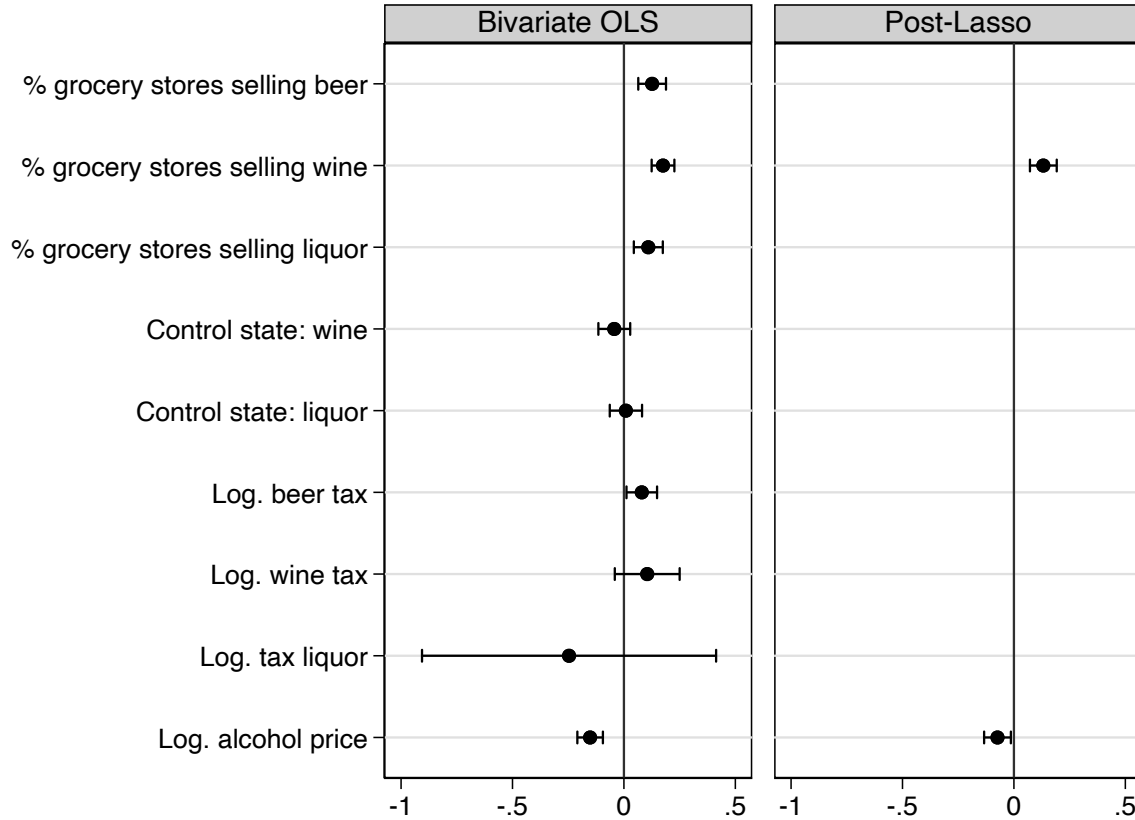 Bivariate OLS
Post-Lasso
% grocery stores selling beer
% grocery stores selling wine
% grocery stores selling liquor
Control state: wine
Control state: liquor
Log. beer tax
Log. wine tax
Log. tax liquor
Log. alcohol price
-1 -.5 0 .5
-1 -.5 0 .5